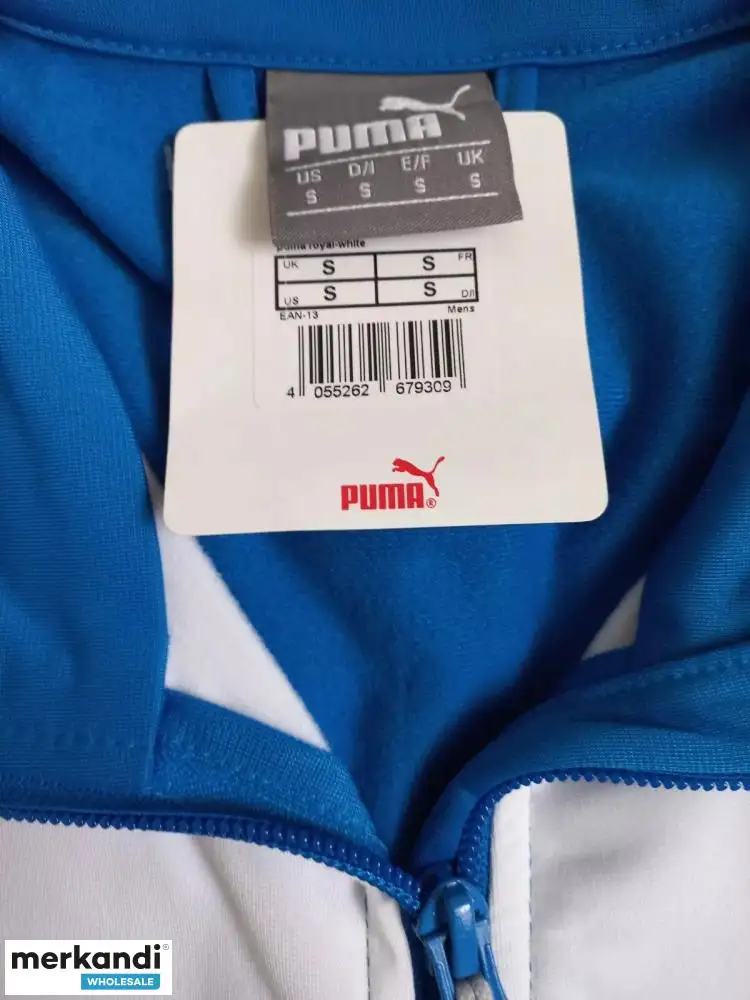 PUMA
US D/I E/F UK
S S S S
puma royal-white
UK S S FR
US S S D/I
EAN-13 Mens
4 055262 679309
PUMA®
merkandi®
WHOLESALE